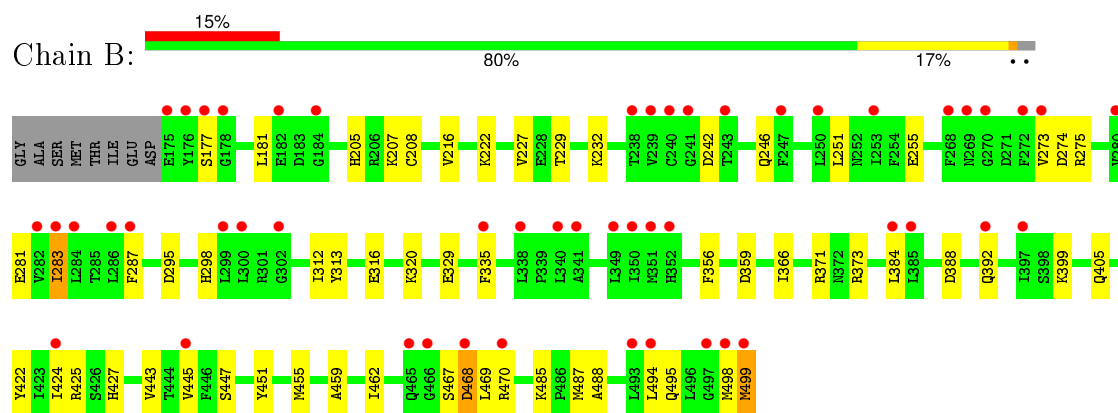 15%
Chain B:
80% 17% • •
GLY ALA SER MET THR ILE GLU ASP E175 Y176 S177 G178 L181 E182 D183 G184 H205 R206 K207 C208 V216 K222 V227 E228 T229 K232 T238 V239 C240 G241 D242 T243 Q246 F247 L250 L251 N252 I253 F254 R255 F268 N269 G270 D271 F272 V273 D274 R275
E281 V282 I283 L284 T285 L286 F287 D295 H298 L299 L300 R301 G302 I312 Y313 E316 K320 E329 F335 L338 P339 L340 A341 L349 I350 M351 H352 F356 D359 I366 R371 N372 R373 L384 L385 D388 Q392 I397 S398 K399 Q405
Y422 I423 I424 R425 S426 H427 V443 T444 V445 F446 S447 Y451 M455 A459 I462 Q465 G466 S467 D468 L469 R470 K485 P486 M487 A488 L493 L494 Q495 L496 G497 M498 M499